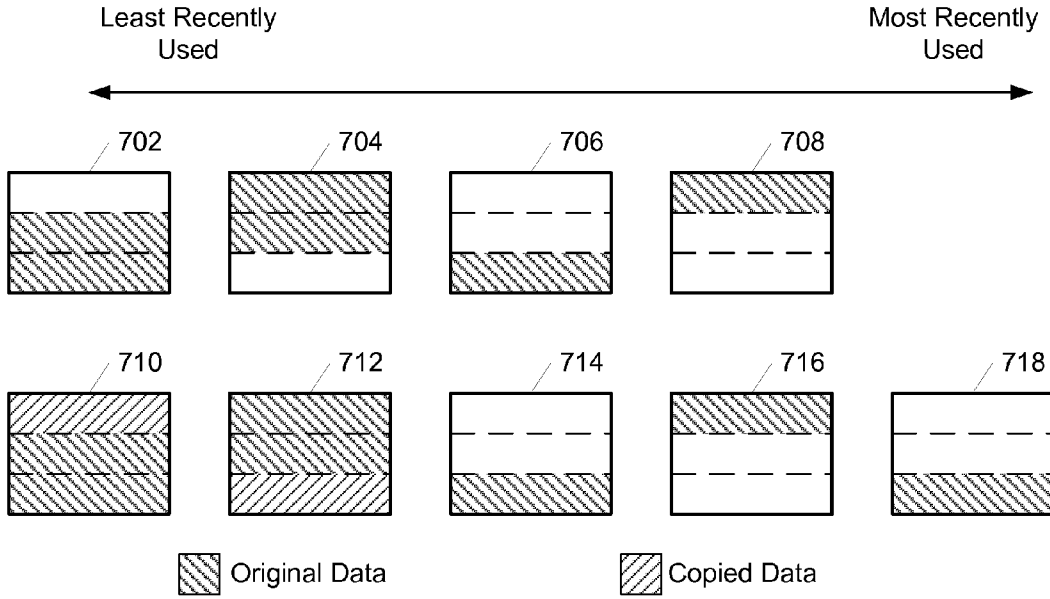 Least Recently
Used
Most Recently
Used
702
704
706
708
710
712
714
716
718
Original Data
Copied Data